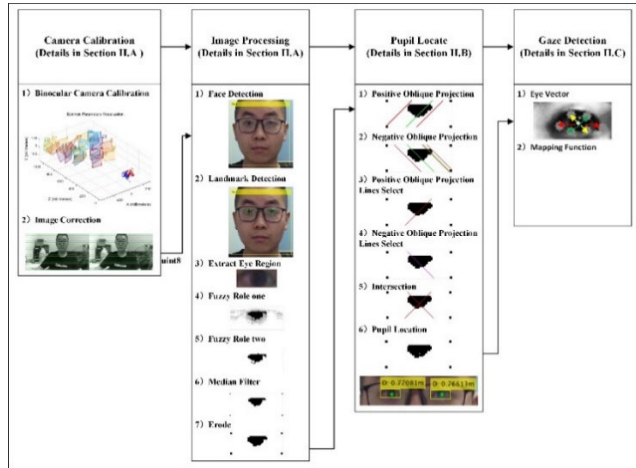 Camera Calibration
(Details in Section II.A )
Image Processing
(Details in Section II.A)
Pupil Locate
(Details in Section II.B)
Gaze Detection
(Details in Section II.C)
1）Binocular Camera Calibration
2）Image Correction
uint8
1）Face Detection
2）Landmark Detection
3）Extract Eye Region
4）Fuzzy Role one
5）Fuzzy Role two
6）Median Filter
7）Erode
1）Positive Oblique Projection
2）Negative Oblique Projection
3）Positive Oblique Projection
Lines Select
4）Negative Oblique Projection
Lines Select
5）Intersection
6）Pupil Location
D: 0.77081m
D: 0.76613m
1）Eye Vector
2）Mapping Function